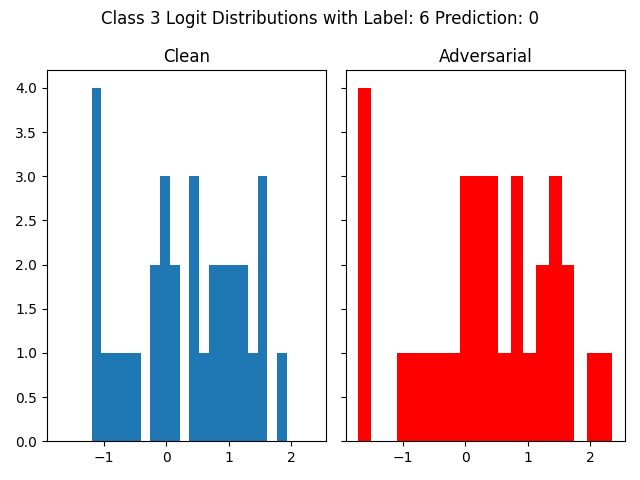 Class 3 Logit Distributions with Label: 6 Prediction: 0
Clean
Adversarial
4.0
3.5
3.0
2.5
2.0
1.5
1.0
0.5
0.0
−1 0 1 2
−1 0 1 2